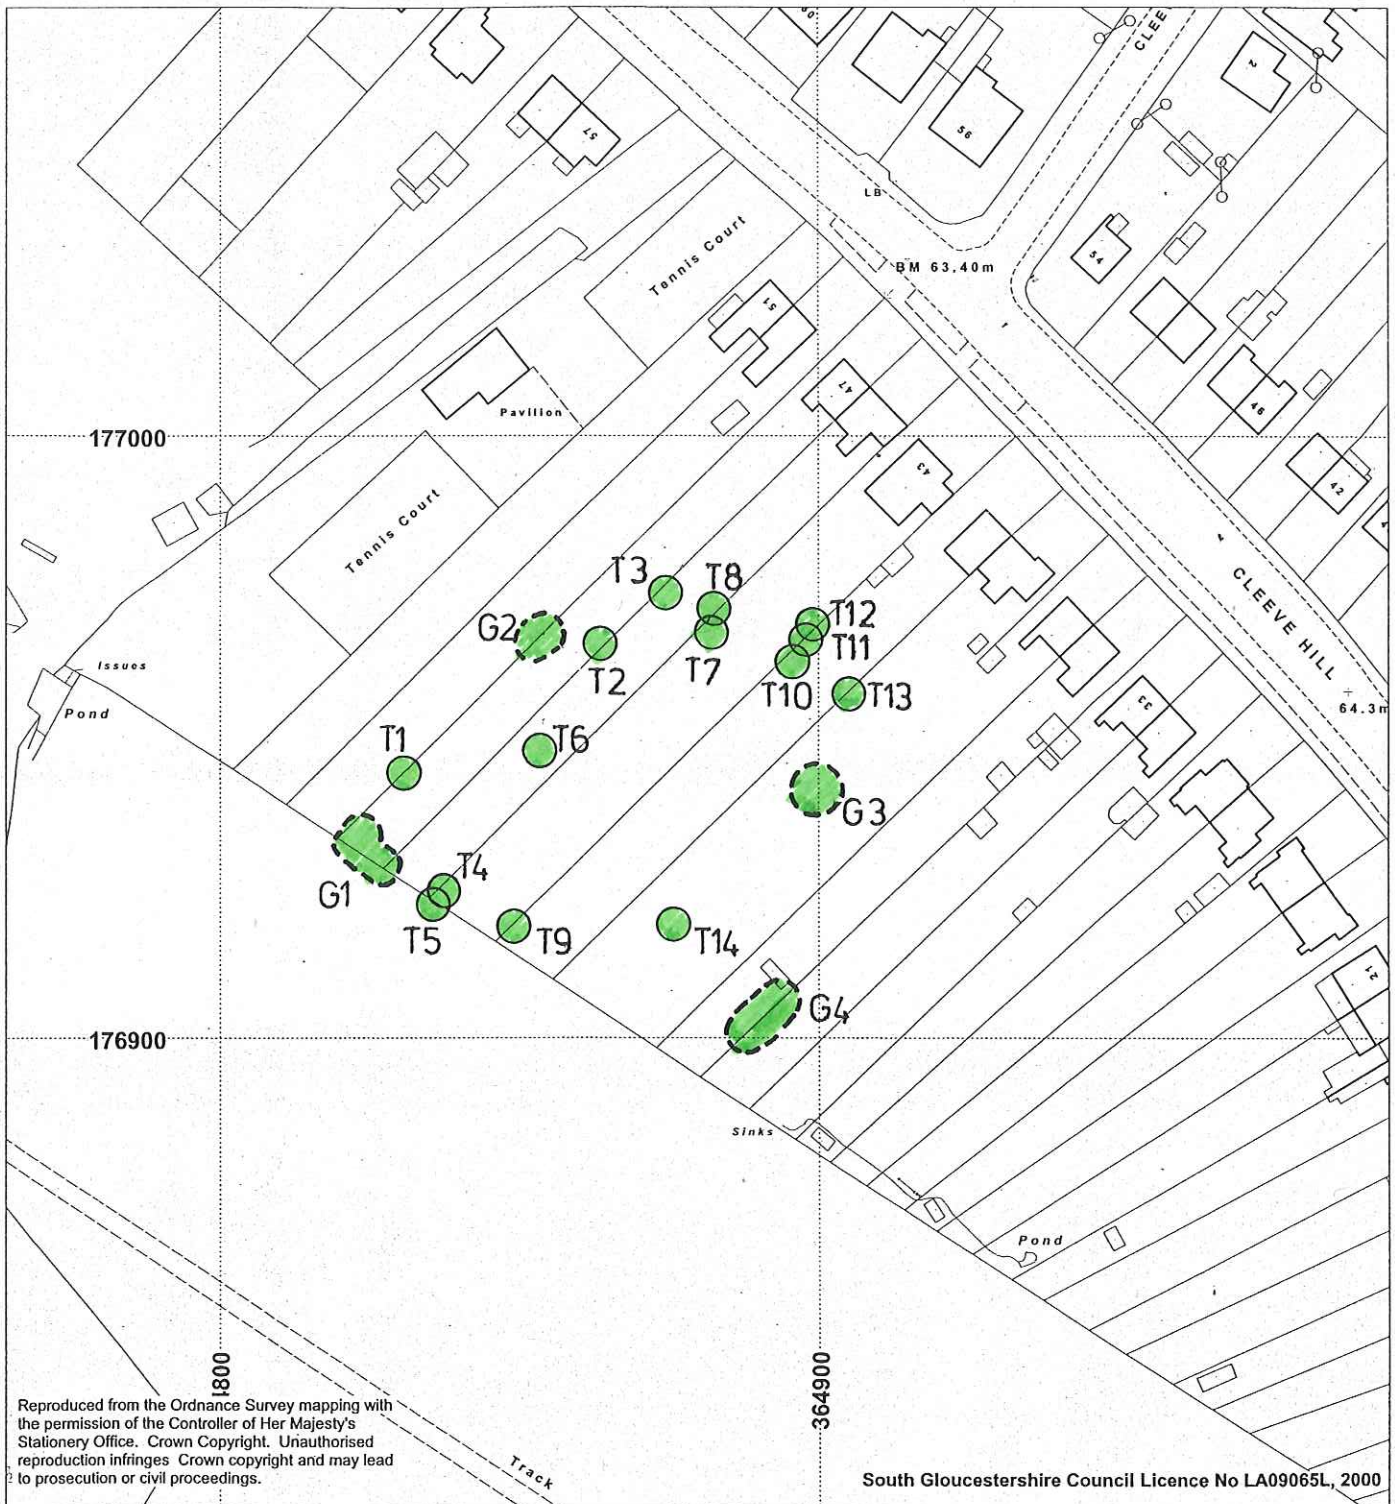 60
CLEE
2
57
56
LB
Tennis Court
54
BM 63.40m
51
47
46
Pavilion
177000
43
42
Tennis Court
T3
T8
CLEEVE HILL
G2
T12
T11
T2
T7
Issues
T10
T13
64.3m
Pond
33
T1
T6
G3
T4
G1
T5
T9
T14
21
G4
176900
Sinks
Pond
1800
364900
Reproduced from the Ordnance Survey mapping with
the permission of the Controller of Her Majesty's
Stationery Office. Crown Copyright. Unauthorised
reproduction infringes Crown copyright and may lead
to prosecution or civil proceedings.
Track
South Gloucestershire Council Licence No LA09065L, 2000